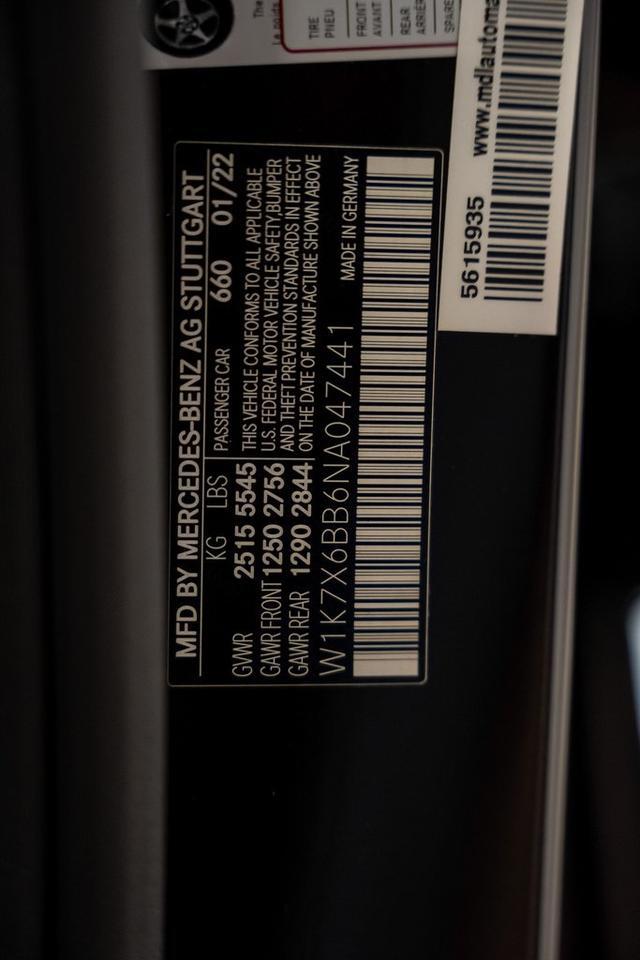 MFD BY MERCEDES-BENZ AG STUTTGART
KG LBS
GVWR 2515 5545
GAWR FRONT 1250 2756
GAWR REAR 1290 2844
PASSENGER CAR 660 01/22
THIS VEHICLE CONFORMS TO ALL APPLICABLE
U.S. FEDERAL MOTOR VEHICLE SAFETY,BUMPER
AND THEFT PREVENTION STANDARDS IN EFFECT
ON THE DATE OF MANUFACTURE SHOWN ABOVE
W1K7X6BB6NA047441
MADE IN GERMANY
The
TIRE
PNEU
FRONT
AVANT
REAR
SPARE
5615935